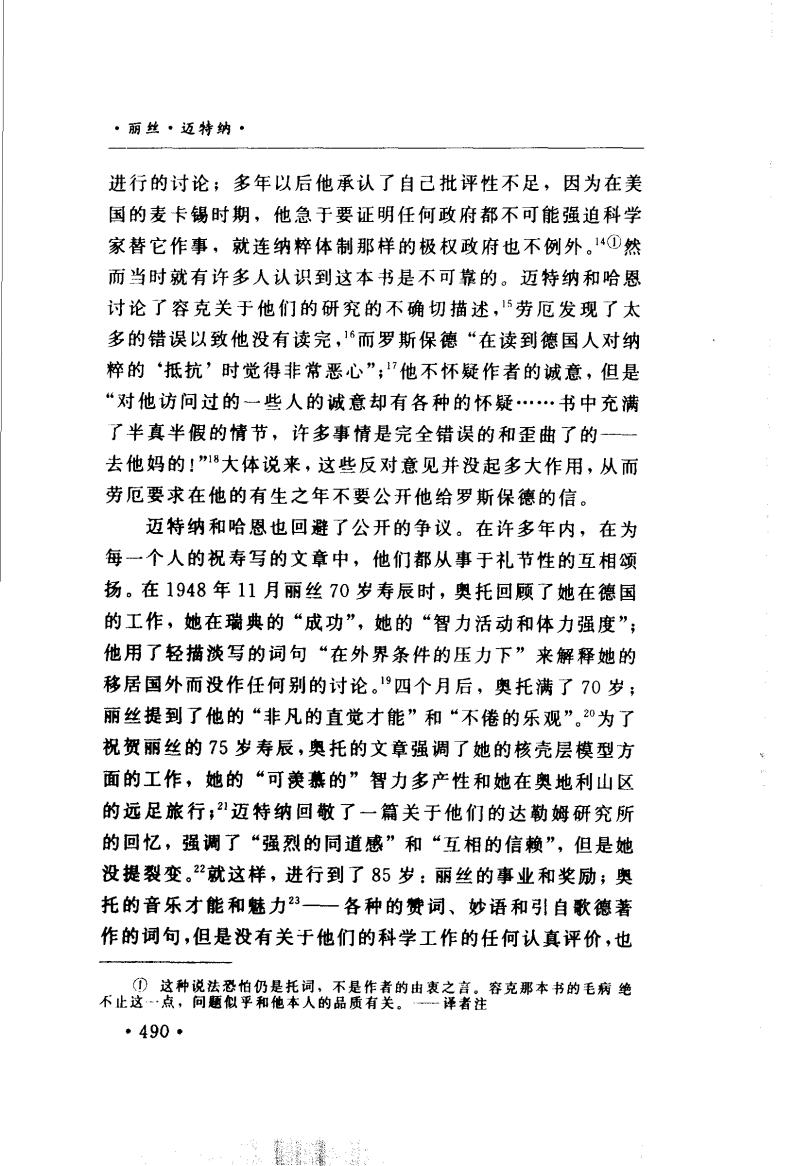 ·丽丝·迈特纳·
进行的讨论；多年以后他承认了自己批评性不足，因为在美
国的麦卡锡时期，他急于要证明任何政府都不可能强迫科学
家替它作事，就连纳粹体制那样的极权政府也不例外。¹⁴①然
而当时就有许多人认识到这本书是不可靠的。迈特纳和哈恩
讨论了容克关于他们的研究的不确切描述，¹⁵劳厄发现了太
多的错误以致他没有读完，¹⁶而罗斯保德“在读到德国人对纳
粹的‘抵抗’时觉得非常恶心”；¹⁷他不怀疑作者的诚意，但是
“对他访问过的一些人的诚意却有各种的怀疑……书中充满
了半真半假的情节，许多事情是完全错误的和歪曲了的——
去他妈的！”¹⁸大体说来，这些反对意见并没起多大作用，从而
劳厄要求在他的有生之年不要公开他给罗斯保德的信。
迈特纳和哈恩也回避了公开的争议。在许多年内，在为
每一个人的祝寿写的文章中，他们都从事于礼节性的互相颂
扬。在1948年11月丽丝70岁寿辰时，奥托回顾了她在德国
的工作，她在瑞典的“成功”，她的“智力活动和体力强度”；
他用了轻描淡写的词句“在外界条件的压力下”来解释她的
移居国外而没作任何别的讨论。¹⁹四个月后，奥托满了70岁；
丽丝提到了他的“非凡的直觉才能”和“不倦的乐观”。²⁰为了
祝贺丽丝的75岁寿辰，奥托的文章强调了她的核壳层模型方
面的工作，她的“可羡慕的”智力多产性和她在奥地利山区
的远足旅行；²¹迈特纳回敬了一篇关于他们的达勒姆研究所
的回忆，强调了“强烈的同道感”和“互相的信赖”，但是她
没提裂变。²²就这样，进行到了85岁：丽丝的事业和奖励；奥
托的音乐才能和魅力²³——各种的赞词、妙语和引自歌德著
作的词句，但是没有关于他们的科学工作的任何认真评价，也
① 这种说法恐怕仍是托词，不是作者的由衷之言。容克那本书的毛病绝
不止这一点，问题似乎和他本人的品质有关。——译者注
·490·